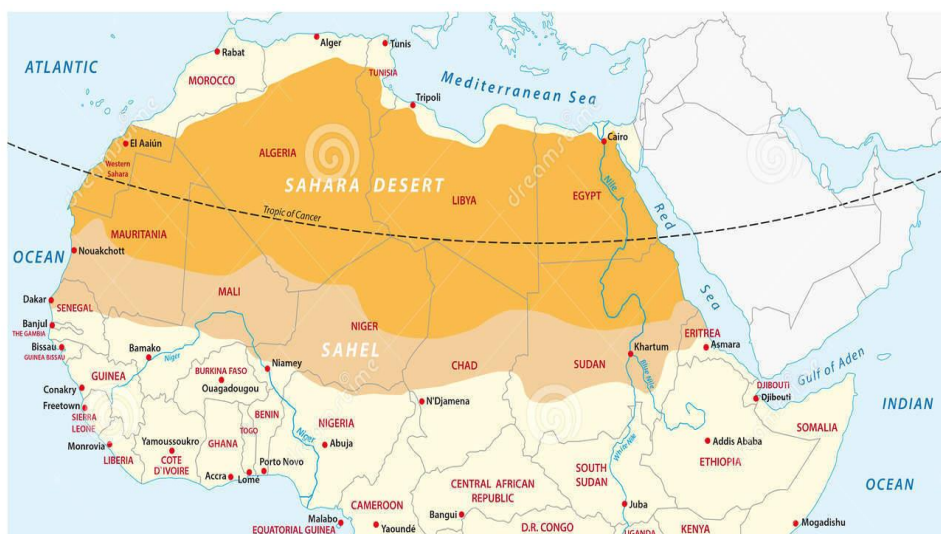 Alger
Tunis
Rabat
ATLANTIC
MOROCCO
TUNISIA
Mediterranean Sea
Tripoli
El Aaiún
Cairo
ALGERIA
Western
Sahara
SAHARA DESERT
LIBYA
EGYPT
Nile
Tropic of Cancer
Red
Sea
MAURITANIA
Nouakchott
OCEAN
MALI
Dakar
SENEGAL
NIGER
Banjul
THE GAMBIA
SAHEL
Khartum
ERITREA
Asmara
Bissau
GUINEA BISSAU
Bamako
Niger
Niamey
CHAD
SUDAN
Blue Nile
Gulf of Aden
GUINEA
BURKINA FASO
Ouagadougou
Conakry
N'Djamena
DJIBOUTI
Djibouti
INDIAN
Freetown
SIERRA
LEONE
BENIN
TOGO
NIGERIA
SOMALIA
Monrovia
LIBERIA
Yamoussoukro
COTE
D'IVOIRE
GHANA
Niger
Abuja
White Nile
Addis Ababa
ETHIOPIA
Accra
Lomé
Porto Novo
SOUTH
SUDAN
OCEAN
CENTRAL AFRICAN
REPUBLIC
CAMEROON
Juba
Malabo
EQUATORIAL GUINEA
Yaoundé
Bangui
D.R. CONGO
UGANDA
KENYA
Mogadishu
dreamstime
dreamstime